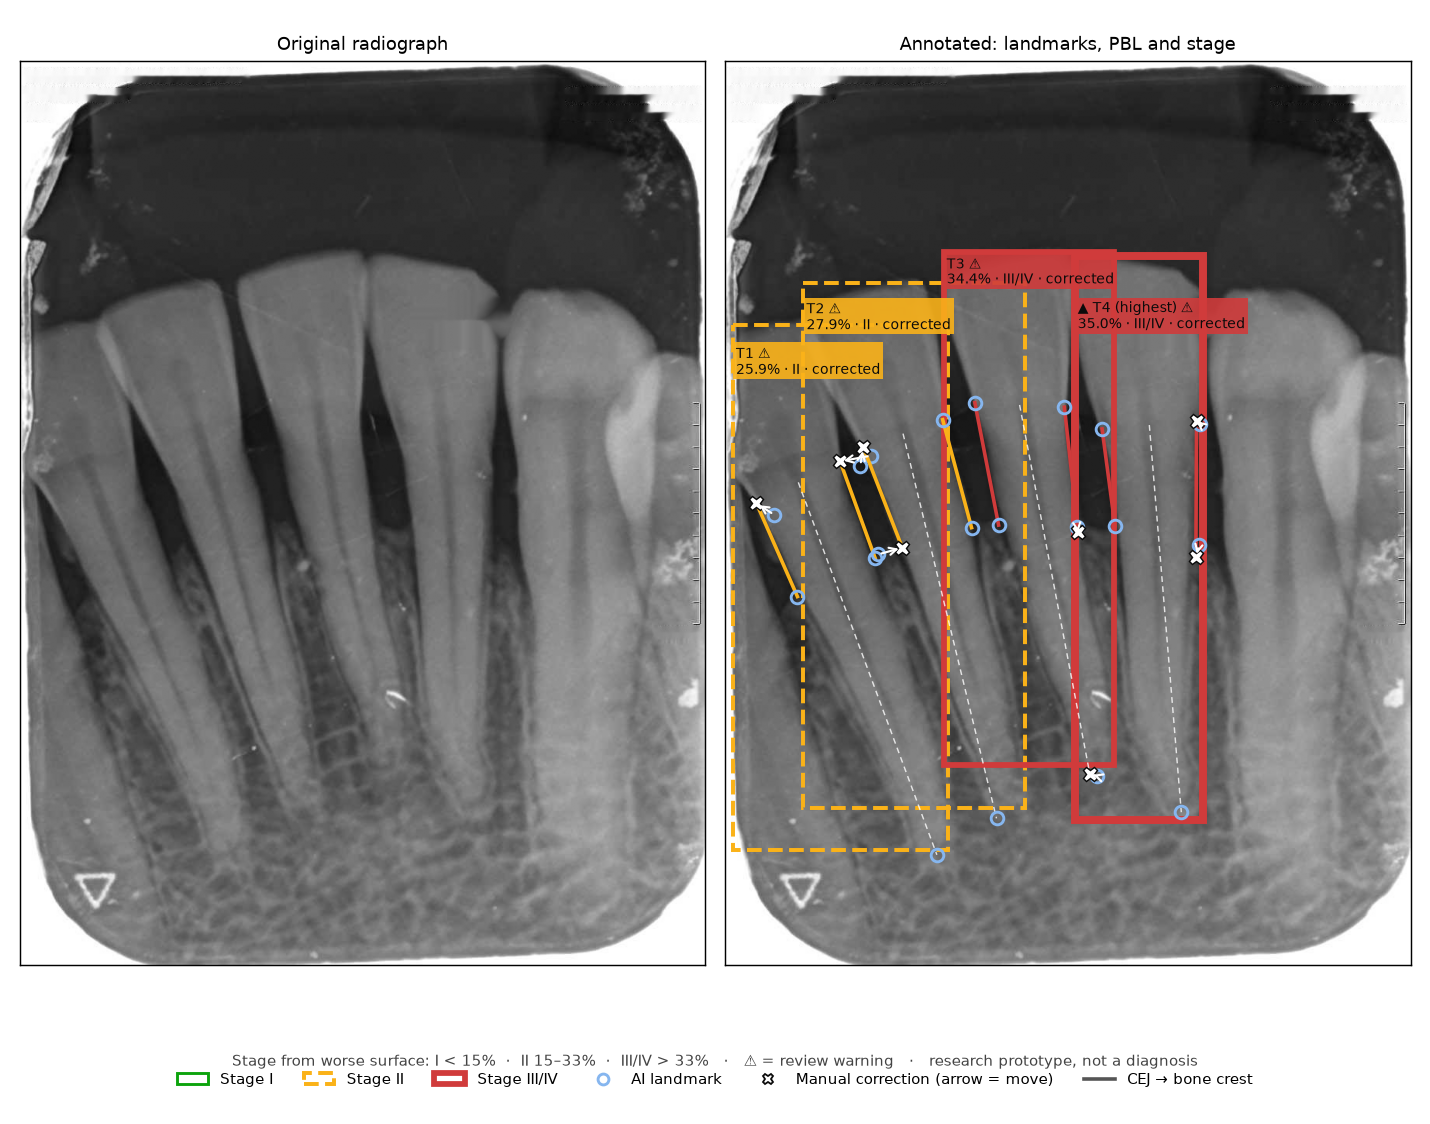 Original radiograph
Annotated: landmarks, PBL and stage
T3 ⚠
34.4% · III/IV · corrected
T2 ⚠
27.9% · II · corrected
▲ T4 (highest) ⚠
35.0% · III/IV · corrected
T1 ⚠
25.9% · II · corrected
Stage from worse surface: I < 15% · II 15–33% · III/IV > 33% · ⚠ = review warning · research prototype, not a diagnosis
Stage I Stage II Stage III/IV AI landmark Manual correction (arrow = move) CEJ → bone crest